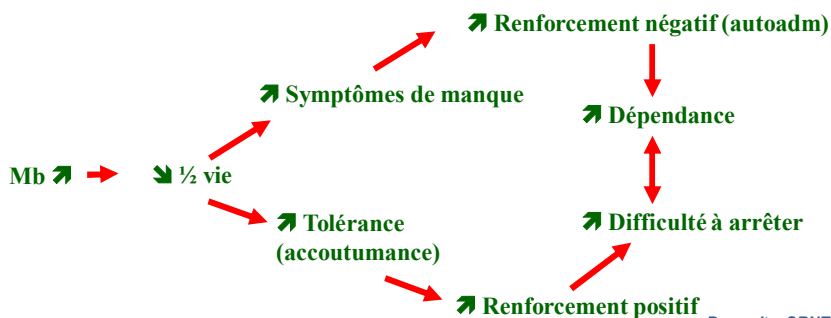 ↗ Renforcement négatif (autoadm)
↗ Symptômes de manque
↗ Dépendance
Mb ↗
↘ ½ vie
↗ Tolérance
(accoutumance)
↗ Difficulté à arrêter
↗ Renforcement positif